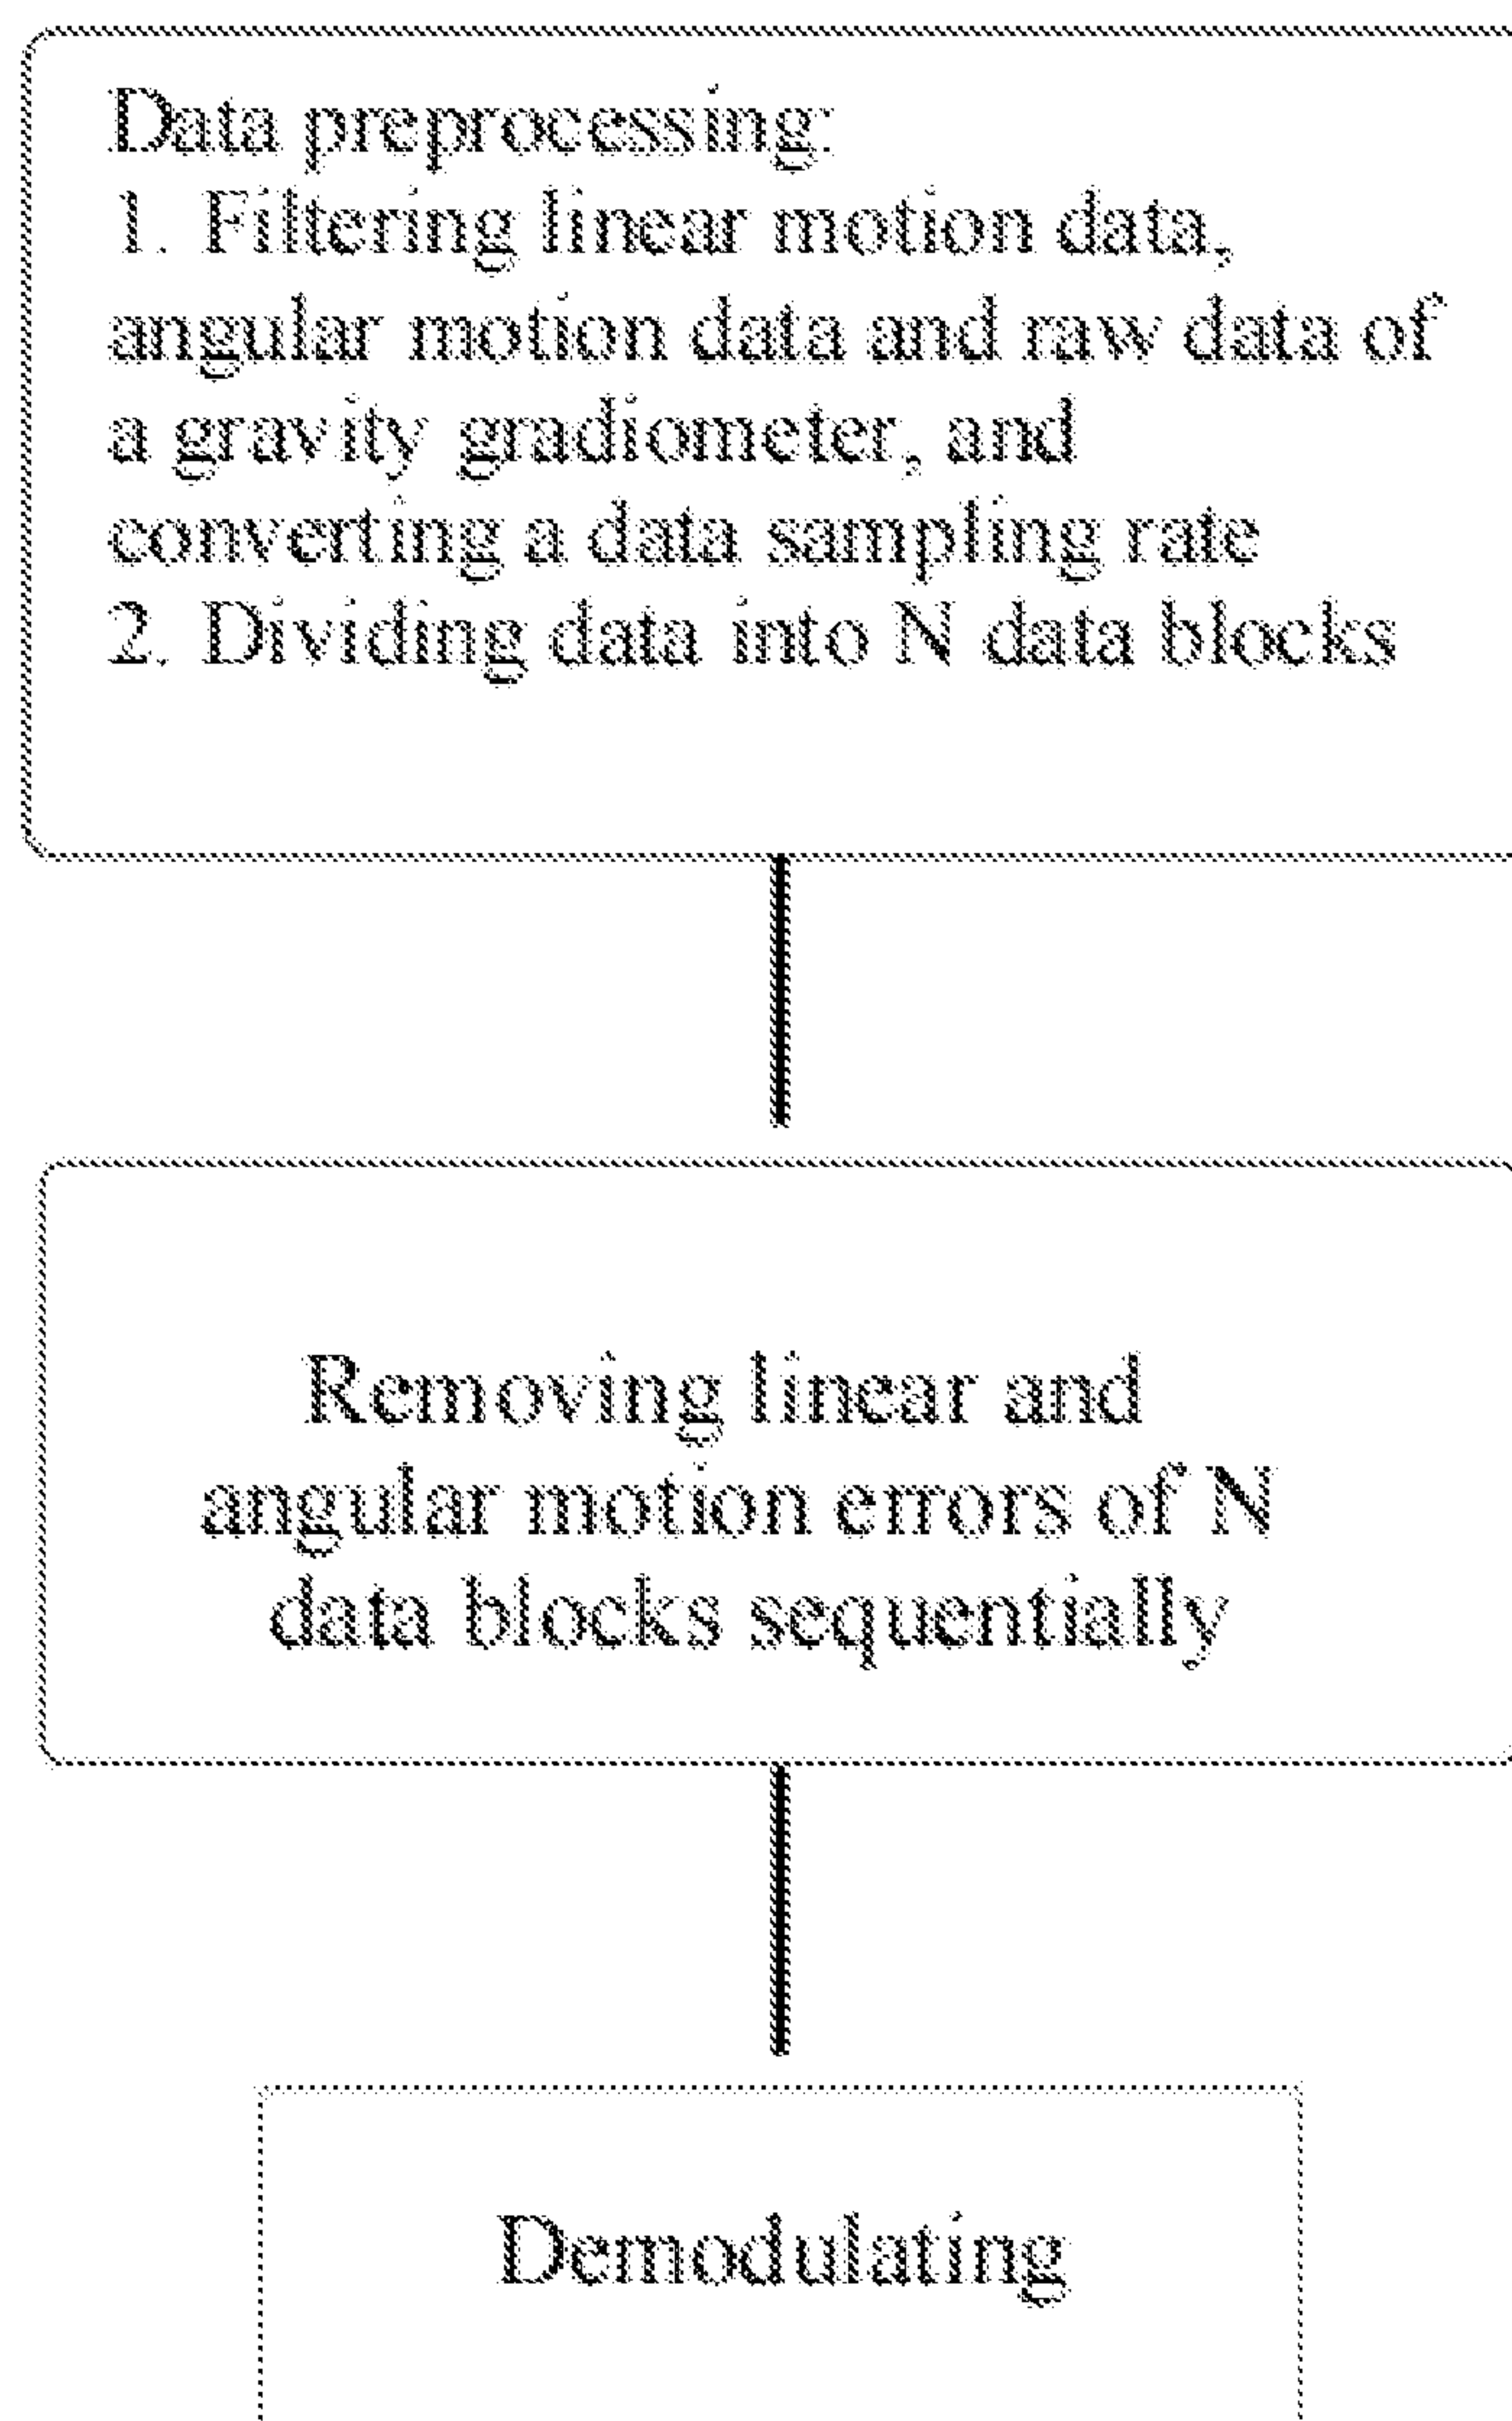 Data preprocessing:
1. Filtering linear motion data,
angular motion data and raw data of
a gravity gradiometer, and
converting a data sampling rate
2. Dividing data into N data blocks
Removing linear and
angular motion errors of N
data blocks sequentially
Demodulating